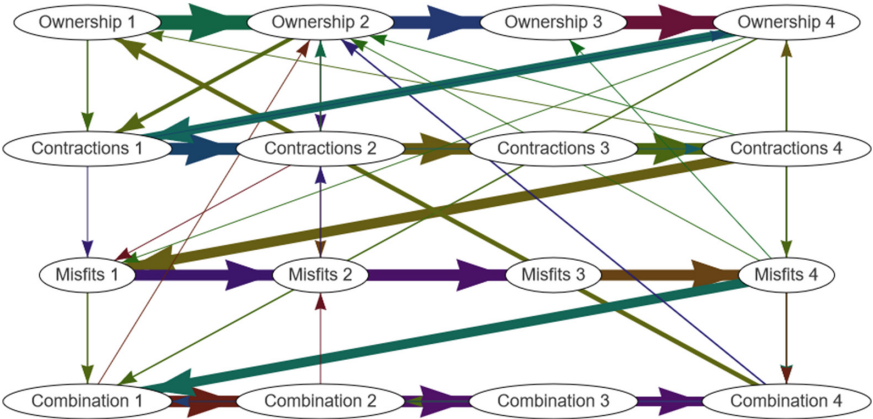 Ownership 1
Ownership 2
Ownership 3
Ownership 4
Contractions 1
Contractions 2
Contractions 3
Contractions 4
Misfits 1
Misfits 2
Misfits 3
Misfits 4
Combination 1
Combination 2
Combination 3
Combination 4